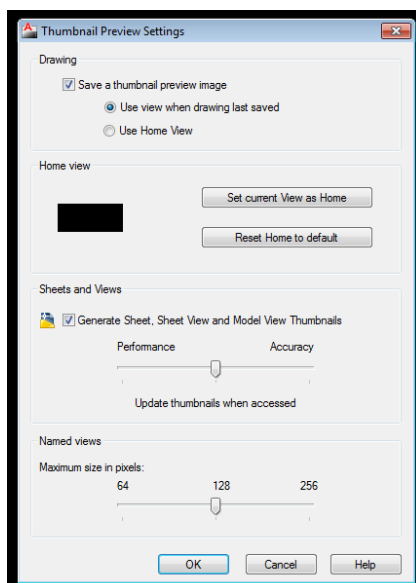 Thumbnail Preview Settings
Drawing
Save a thumbnail preview image
Use view when drawing last saved
Use Home View
Home view
Set current View as Home
Reset Home to default
Sheets and Views
Generate Sheet, Sheet View and Model View Thumbnails
Performance Accuracy
Update thumbnails when accessed
Named views
Maximum size in pixels:
64 128 256
OK Cancel Help